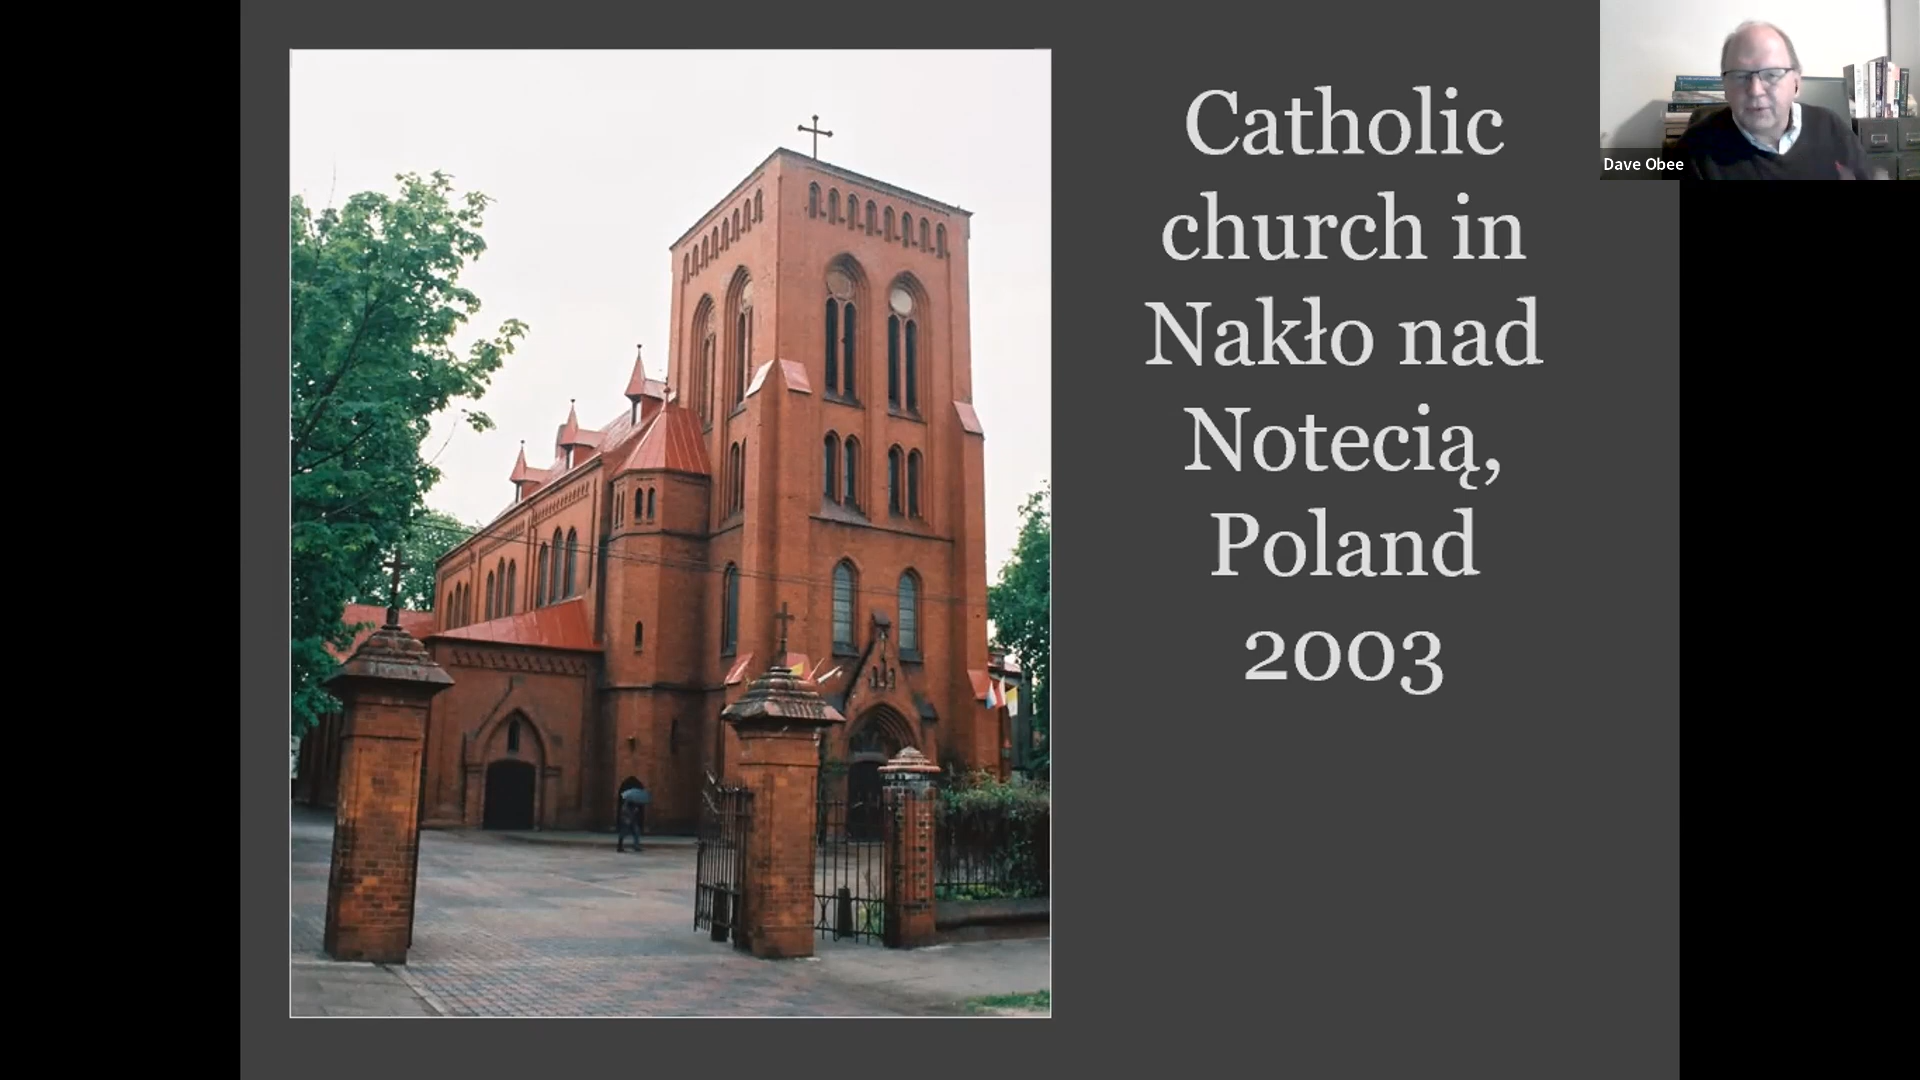 Catholic
church in
Nakło nad
Notecią,
Poland
2003
Dave Obee